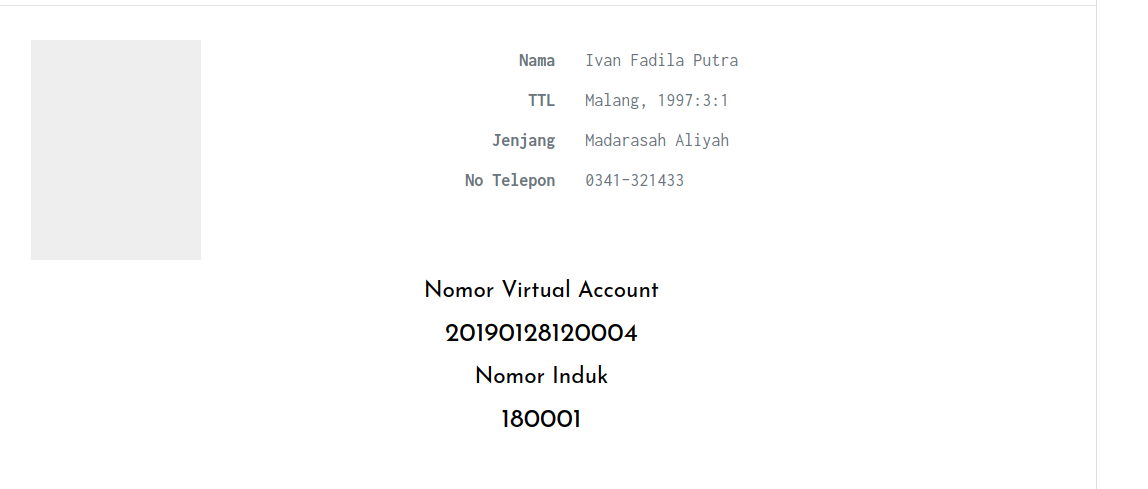 Nama Ivan Fadila Putra
TTL Malang, 1997:3:1
Jenjang Madarasah Aliyah
No Telepon 0341-321433
Nomor Virtual Account
20190128120004
Nomor Induk
180001